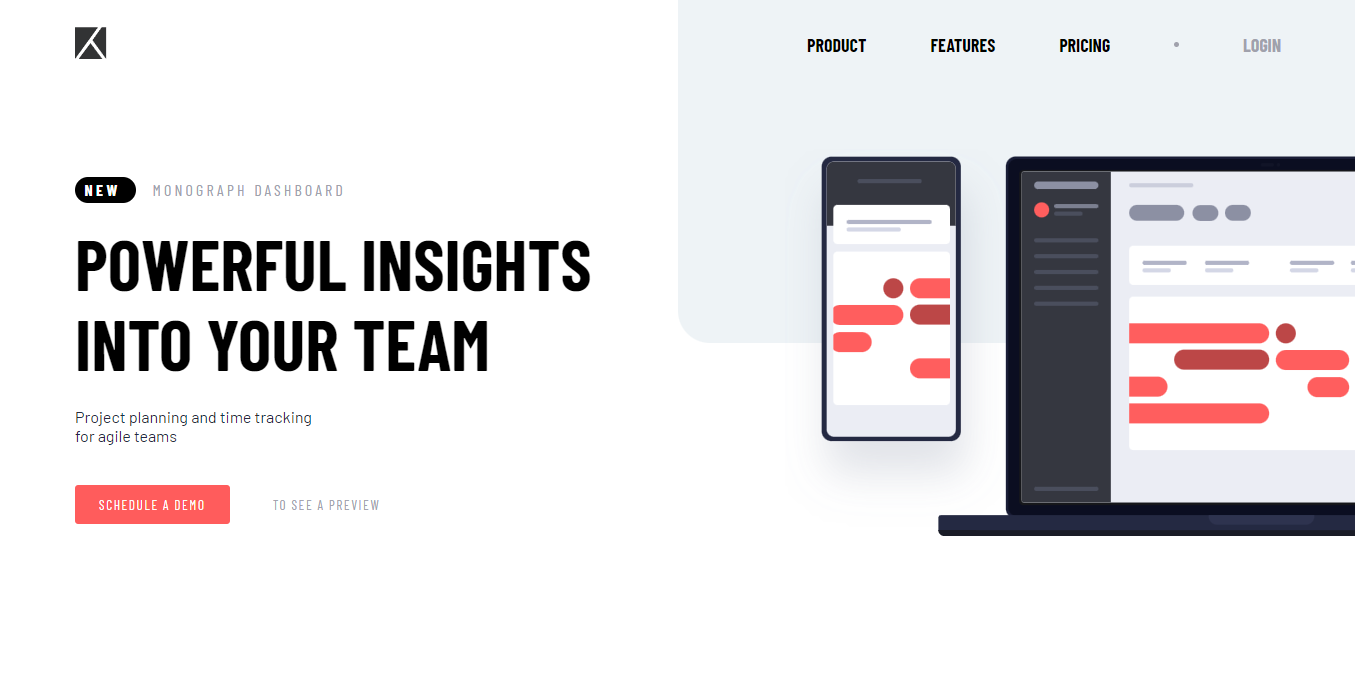 PRODUCT FEATURES PRICING LOGIN
NEW MONOGRAPH DASHBOARD
POWERFUL INSIGHTS
INTO YOUR TEAM
Project planning and time tracking
for agile teams
SCHEDULE A DEMO TO SEE A PREVIEW